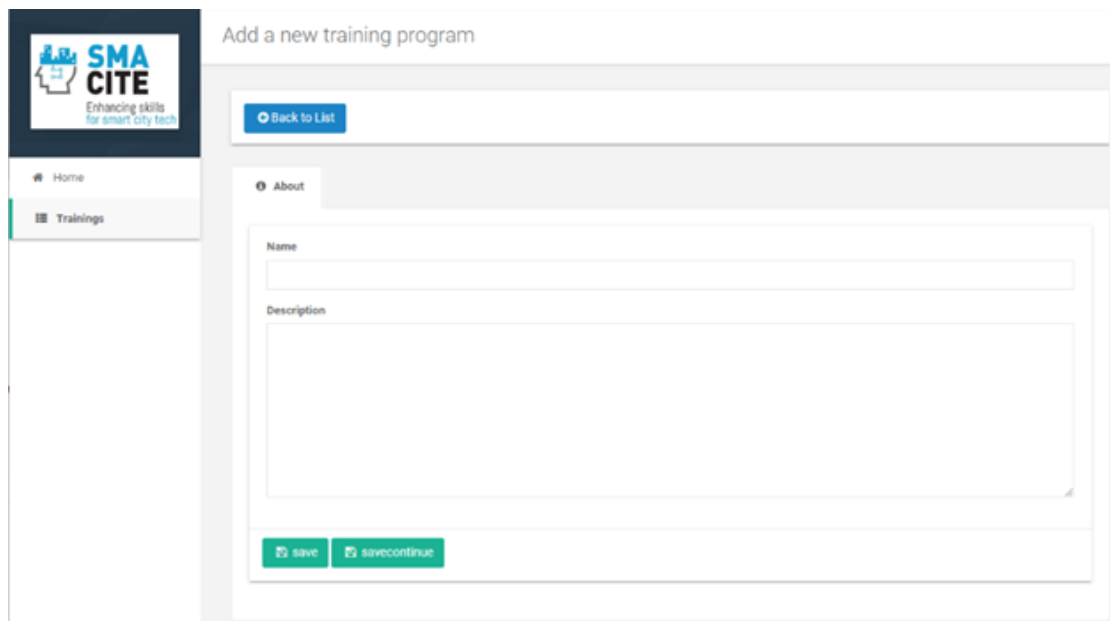 SMA
CITE
Enhancing skills
for smart city tech
Home
Trainings
Add a new training program
Back to List
About
Name
Description
save
savecontinue